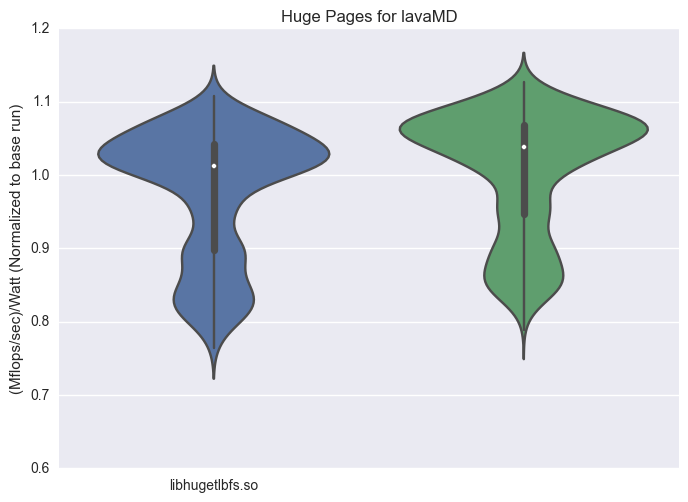 Huge Pages for lavaMD
(Mflops/sec)/Watt (Normalized to base run)
1.2
1.1
1.0
0.9
0.8
0.7
0.6
libhugetlbfs.so